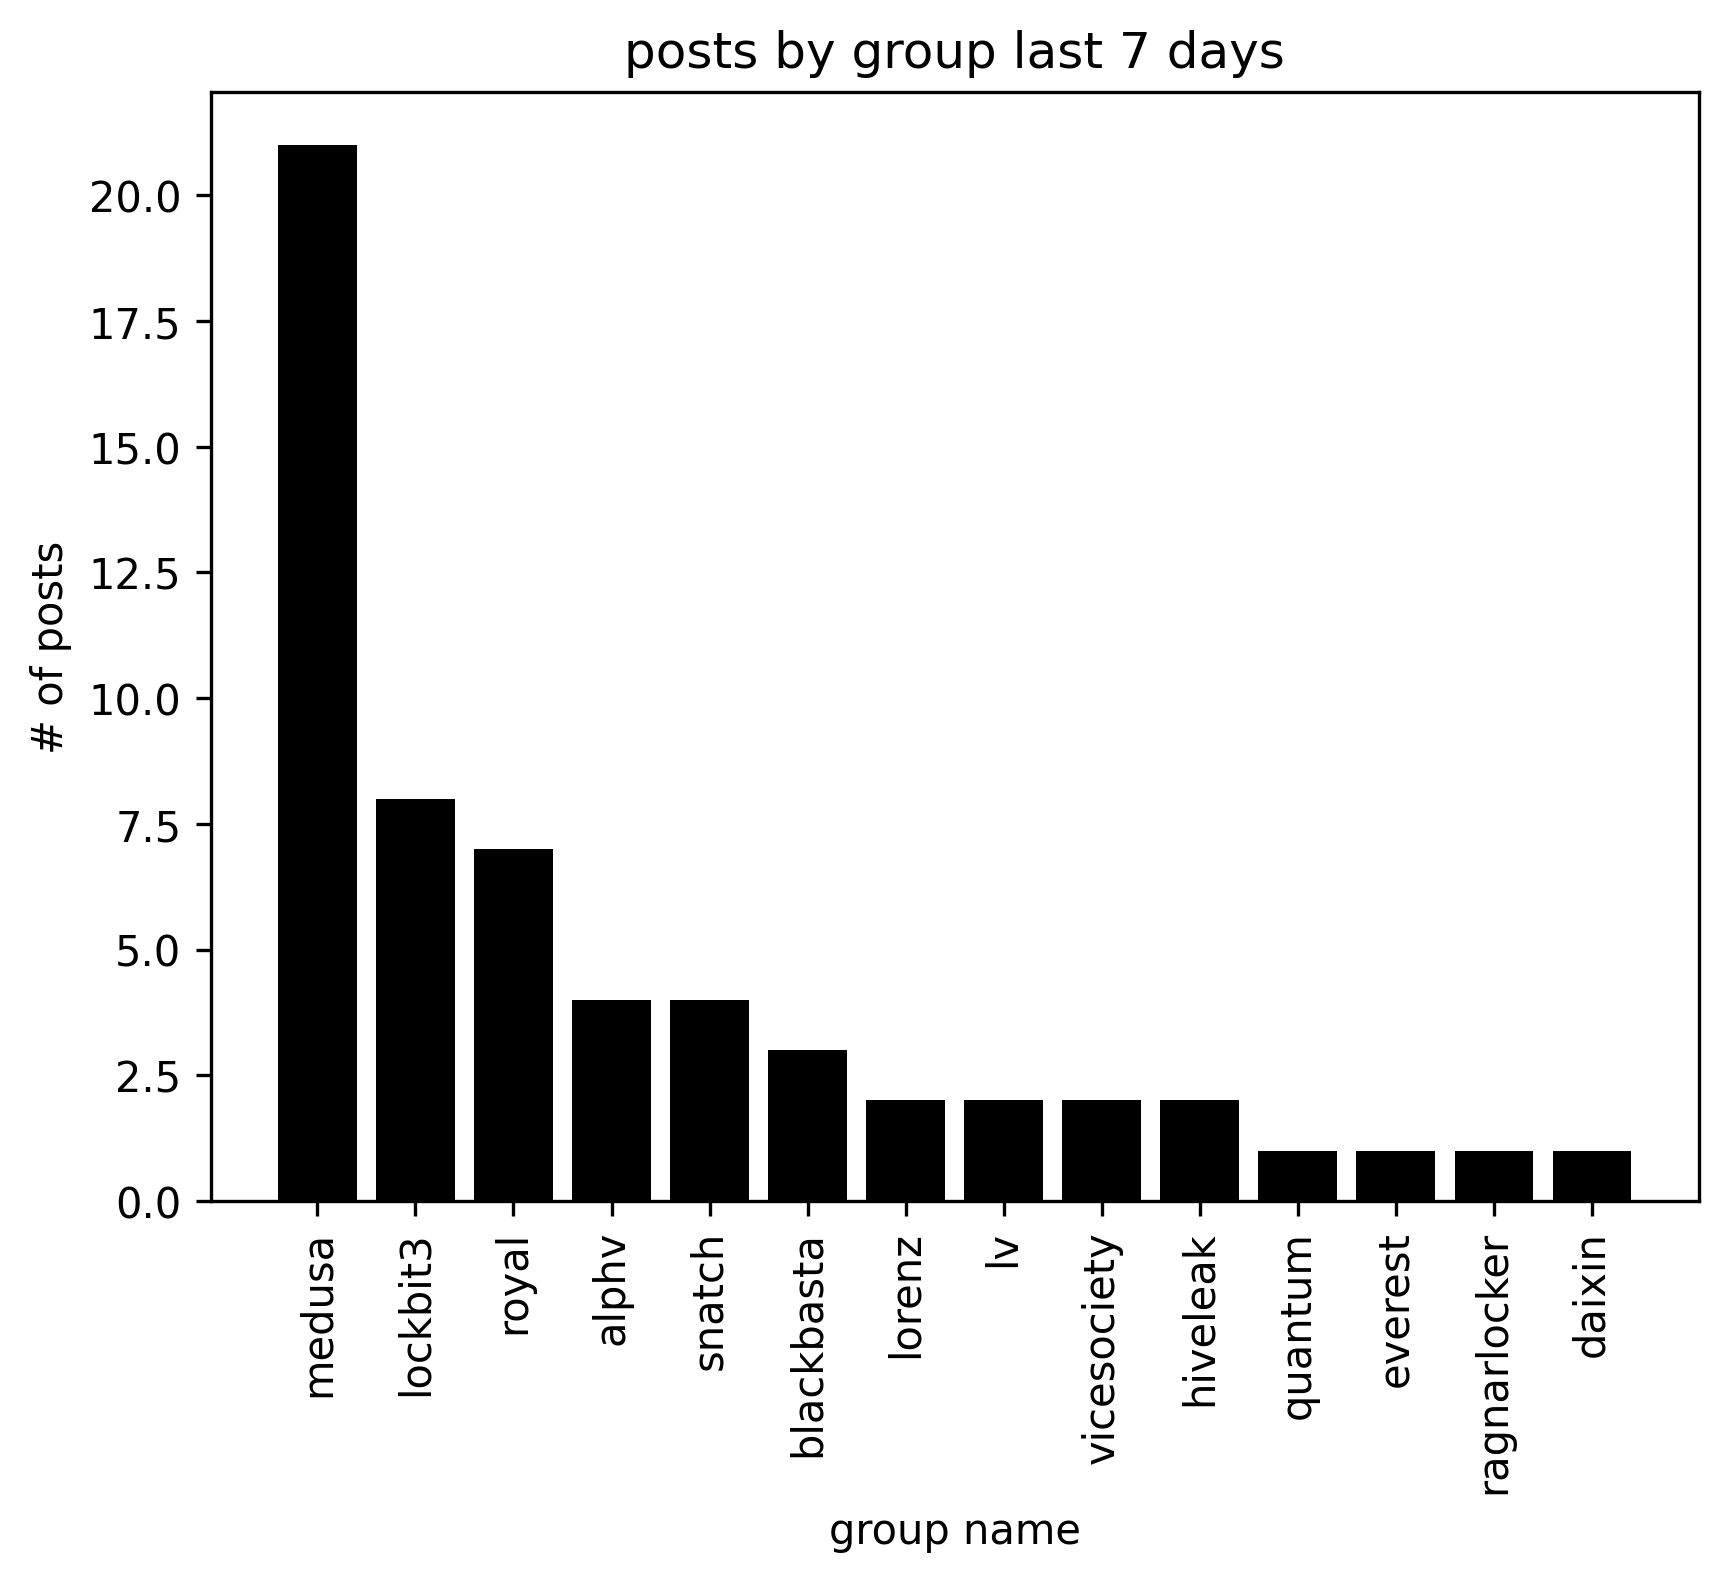 posts by group last 7 days
# of posts
20.0
17.5
15.0
12.5
10.0
7.5
5.0
2.5
0.0
medusa
lockbit3
royal
alphv
snatch
blackbasta
lorenz
lv
vicesociety
hiveleak
quantum
everest
ragnarlocker
daixin
group name